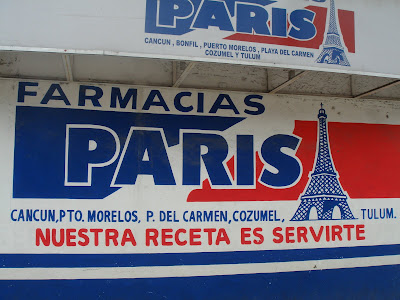 PARIS
CANCUN, BONFIL, PUERTO MORELOS, PLAYA DEL CARMEN
COZUMEL Y TULUM
FARMACIAS
PARIS
CANCUN,PTO. MORELOS, P. DEL CARMEN,COZUMEL, TULUM.
NUESTRA RECETA ES SERVIRTE